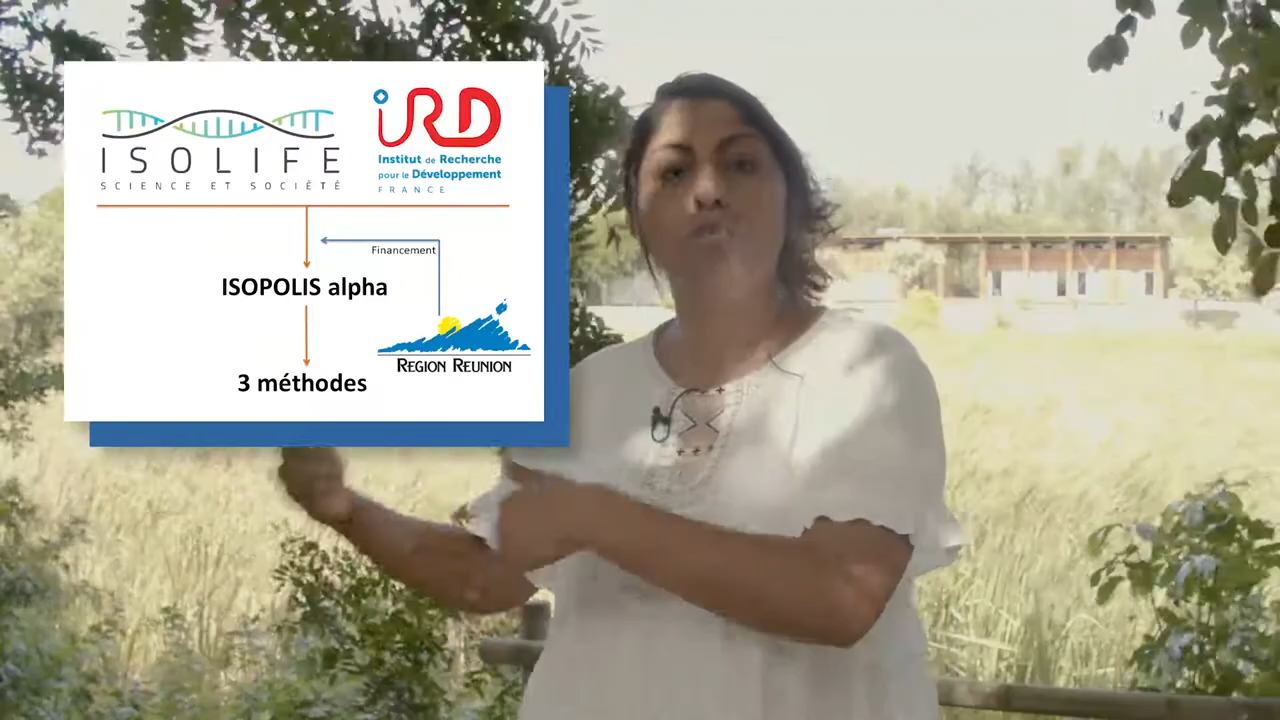 ISOLIFE
SCIENCE ET SOCIÉTÉ
iRD
Institut de Recherche
pour le Développement
FRANCE
Financement
ISOPOLIS alpha
REGION REUNION
3 méthodes